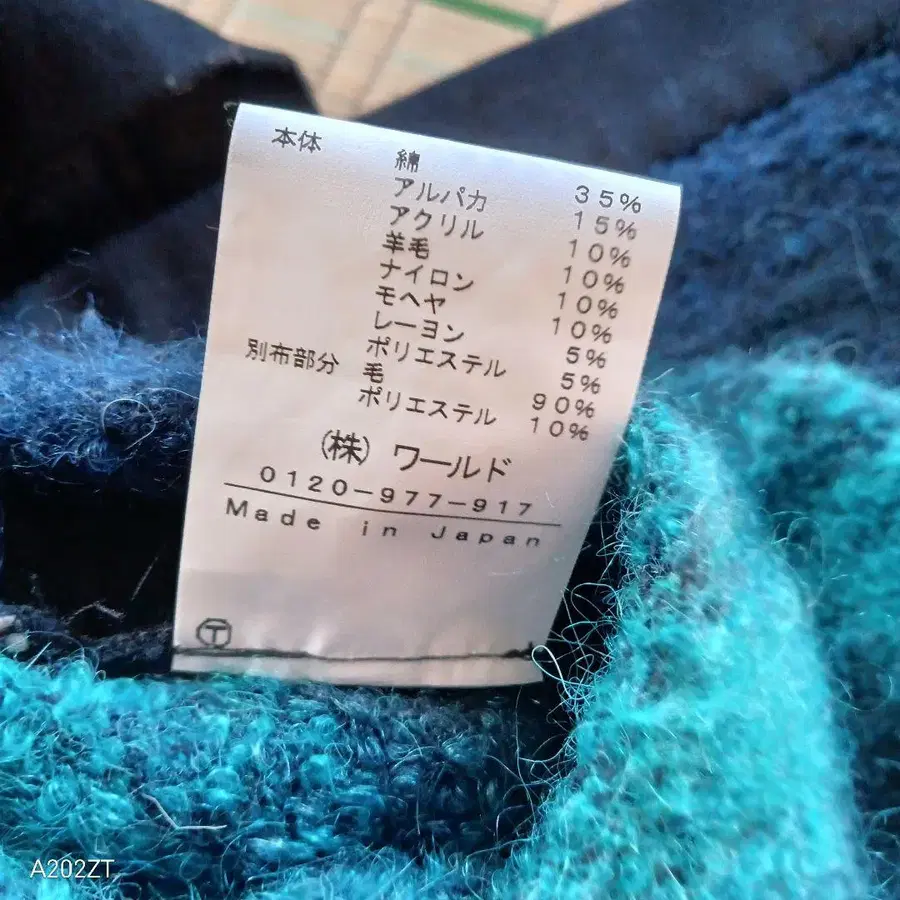 本体 綿 35%
アルパカ 15%
アクリル 10%
羊毛 10%
ナイロン 10%
モヘヤ 10%
レーヨン 5%
ポリエステル 5%
別布部分 毛 90%
ポリエステル 10%
(株) ワールド
0120-977-917
Made in Japan
T
A202ZT